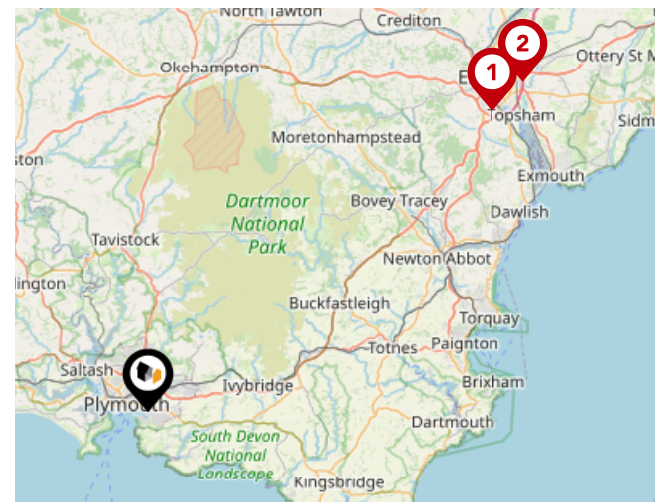 North Tawton
Crediton
2
Ottery St M
Okehampton
1
E
Topsham
Sidm
Moretonhampstead
ston
Exmouth
Dartmoor
National
Park
Bovey Tracey
Dawlish
Tavistock
Newton Abbot
lington
Buckfastleigh
Torquay
Totnes
Paignton
Saltash
Ivybridge
Brixham
Plymouth
Dartmouth
South Devon
National
Landscape
Kingsbridge